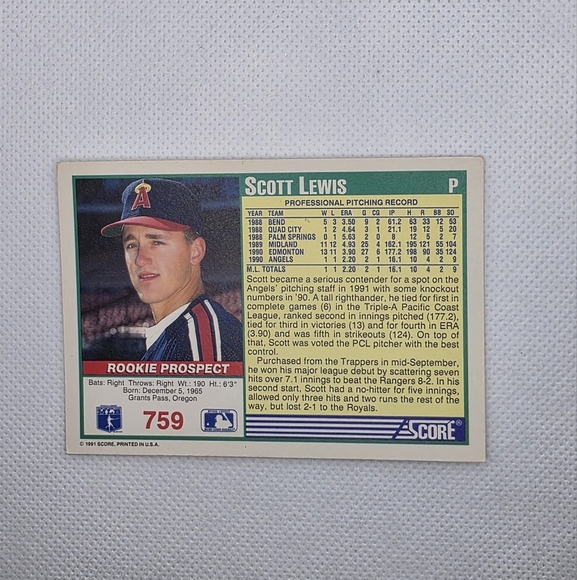 SCOTT LEWIS P
PROFESSIONAL PITCHING RECORD
YEAR TEAM W L ERA G CG IP H R BB SO
1988 BEND 5 3 3.50 9 2 61.2 63 33 12 53
1988 QUAD CITY 1 2 4.64 3 1 21.1 19 12 5 20
1988 PALM SPRINGS 0 1 5.63 2 0 8 12 5 2 7
1989 MIDLAND 11 12 4.93 25 4 162.1 195 121 55 104
1990 EDMONTON 13 11 3.90 27 6 177.2 198 90 35 124
1990 ANGELS 1 1 2.20 2 1 16.1 10 4 2 9
M.L. TOTALS 1 1 2.20 2 1 16.1 10 4 2 9
Scott became a serious contender for a spot on the
Angels' pitching staff in 1991 with some knockout
numbers in '90. A tall righthander, he tied for first in
complete games (6) in the Triple-A Pacific Coast
League, ranked second in innings pitched (177.2),
tied for third in victories (13) and for fourth in ERA
(3.90) and was fifth in strikeouts (124). On top of
that, Scott was voted the PCL pitcher with the best
control.
Purchased from the Trappers in mid-September,
he won his major league debut by scattering seven
hits over 7.1 innings to beat the Rangers 8-2. In his
second start, Scott had a no-hitter for five innings,
allowed only three hits and two runs the rest of the
way, but lost 2-1 to the Royals.
SCORE®
A
ROOKIE PROSPECT
Bats: Right Throws: Right Wt.: 190 Ht.: 6'3"
Born: December 5, 1965
Grants Pass, Oregon
759
© 1991 SCORE, PRINTED IN U.S.A.